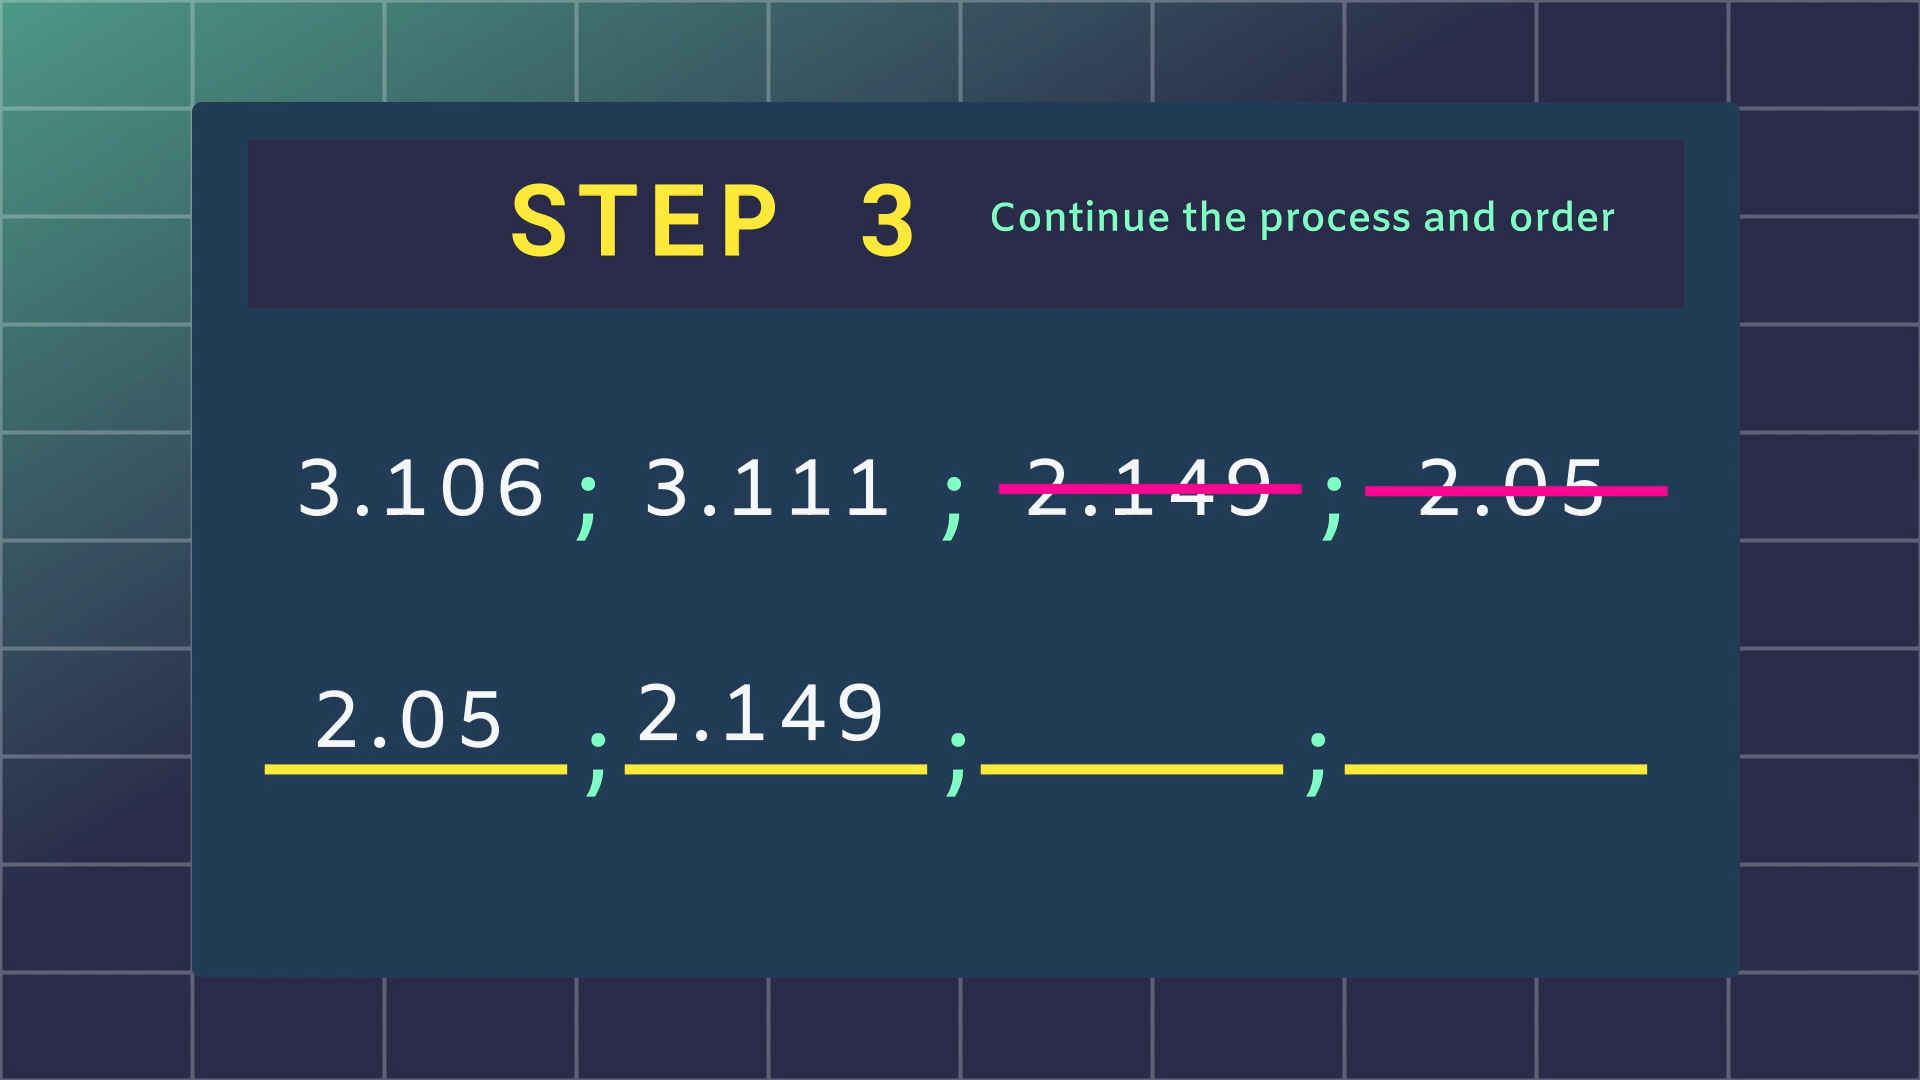 STEP 3 Continue the process and order
3.106 ; 3.111 ; 2.149 ; 2.05
2.05 ; 2.149 ; ;